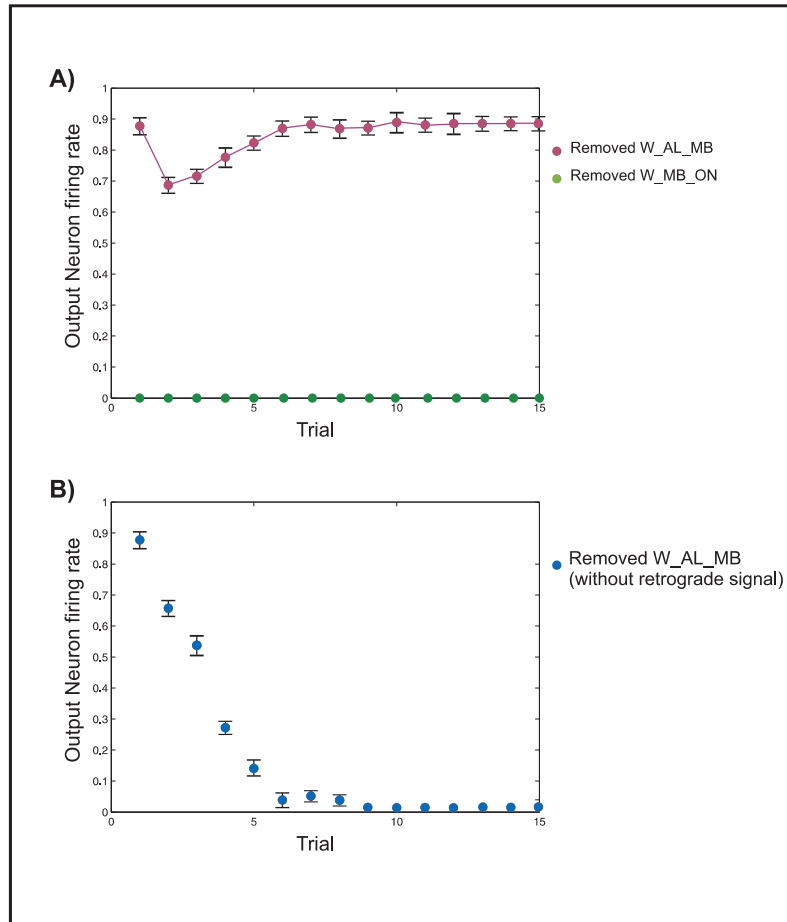 A)
1
0.9
0.8
0.7
0.6
0.5
0.4
0.3
0.2
0.1
0
0 5 10 15
Output Neuron firing rate
Trial
Removed W_AL_MB
Removed W_MB_ON
B)
1
0.9
0.8
0.7
0.6
0.5
0.4
0.3
0.2
0.1
0
0 5 10 15
Output Neuron firing rate
Trial
Removed W_AL_MB
(without retrograde signal)